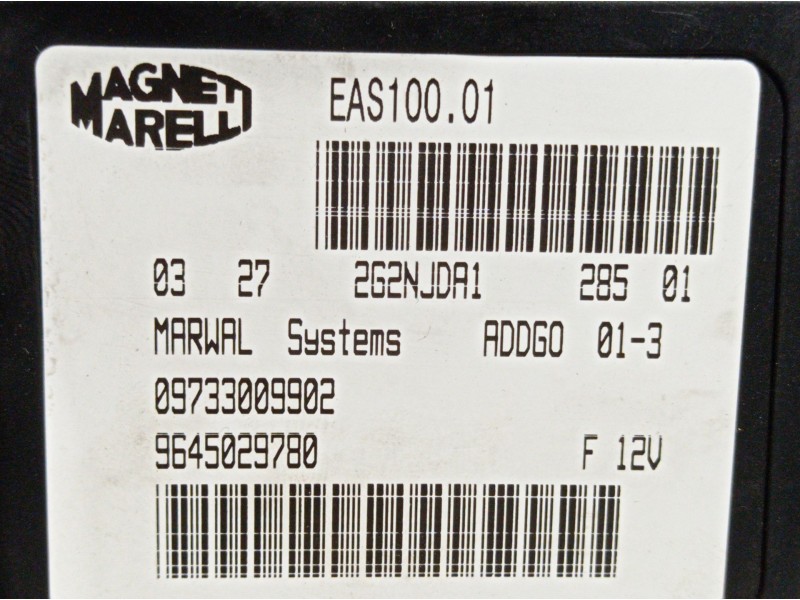 MAGNETI
MARELLI
EAS100.01
03 27 2G2NJDA1 285 01
MARWAL Systems ADDGO 01-3
09733009902
9645029780 F 12V